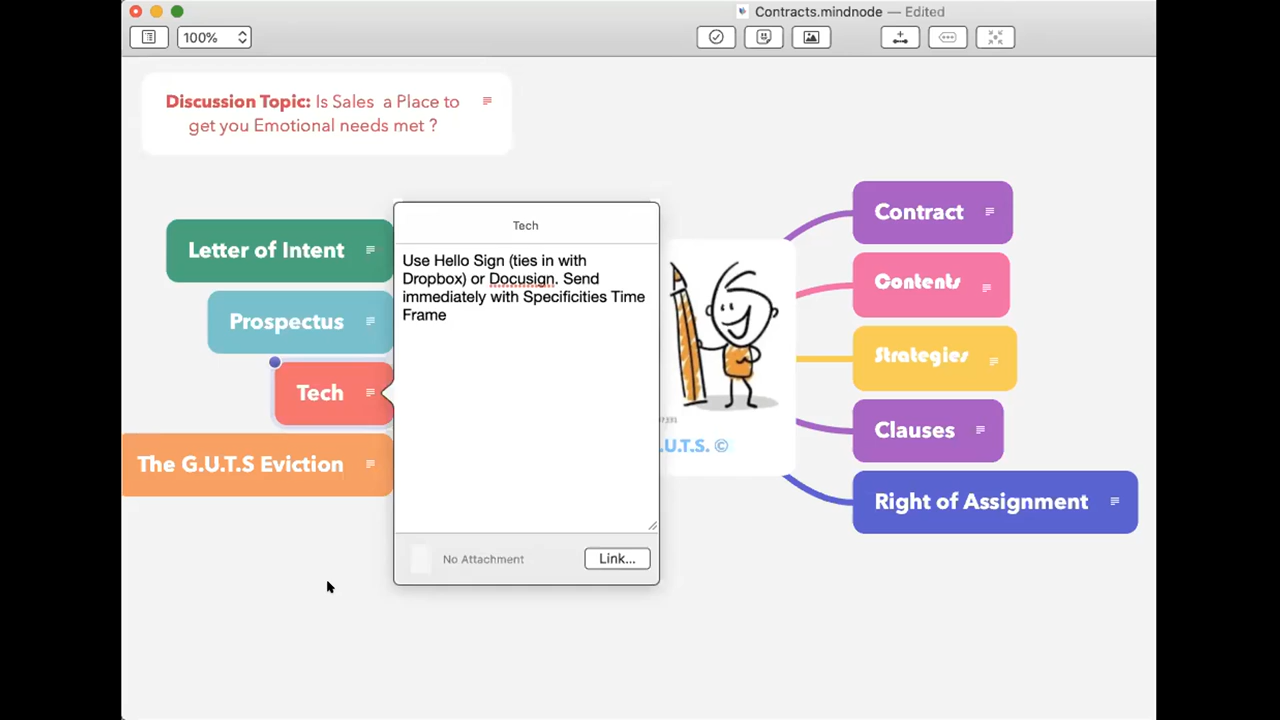 Contracts.mindnode — Edited
100%
Discussion Topic: Is Sales a Place to
get you Emotional needs met ?
Letter of Intent
Prospectus
Tech
The G.U.T.S Eviction
Tech
Use Hello Sign (ties in with
Dropbox) or Docusign. Send
immediately with Specificities Time
Frame
No Attachment
Link...
.U.T.S. ©
Contract
Contents
Strategies
Clauses
Right of Assignment